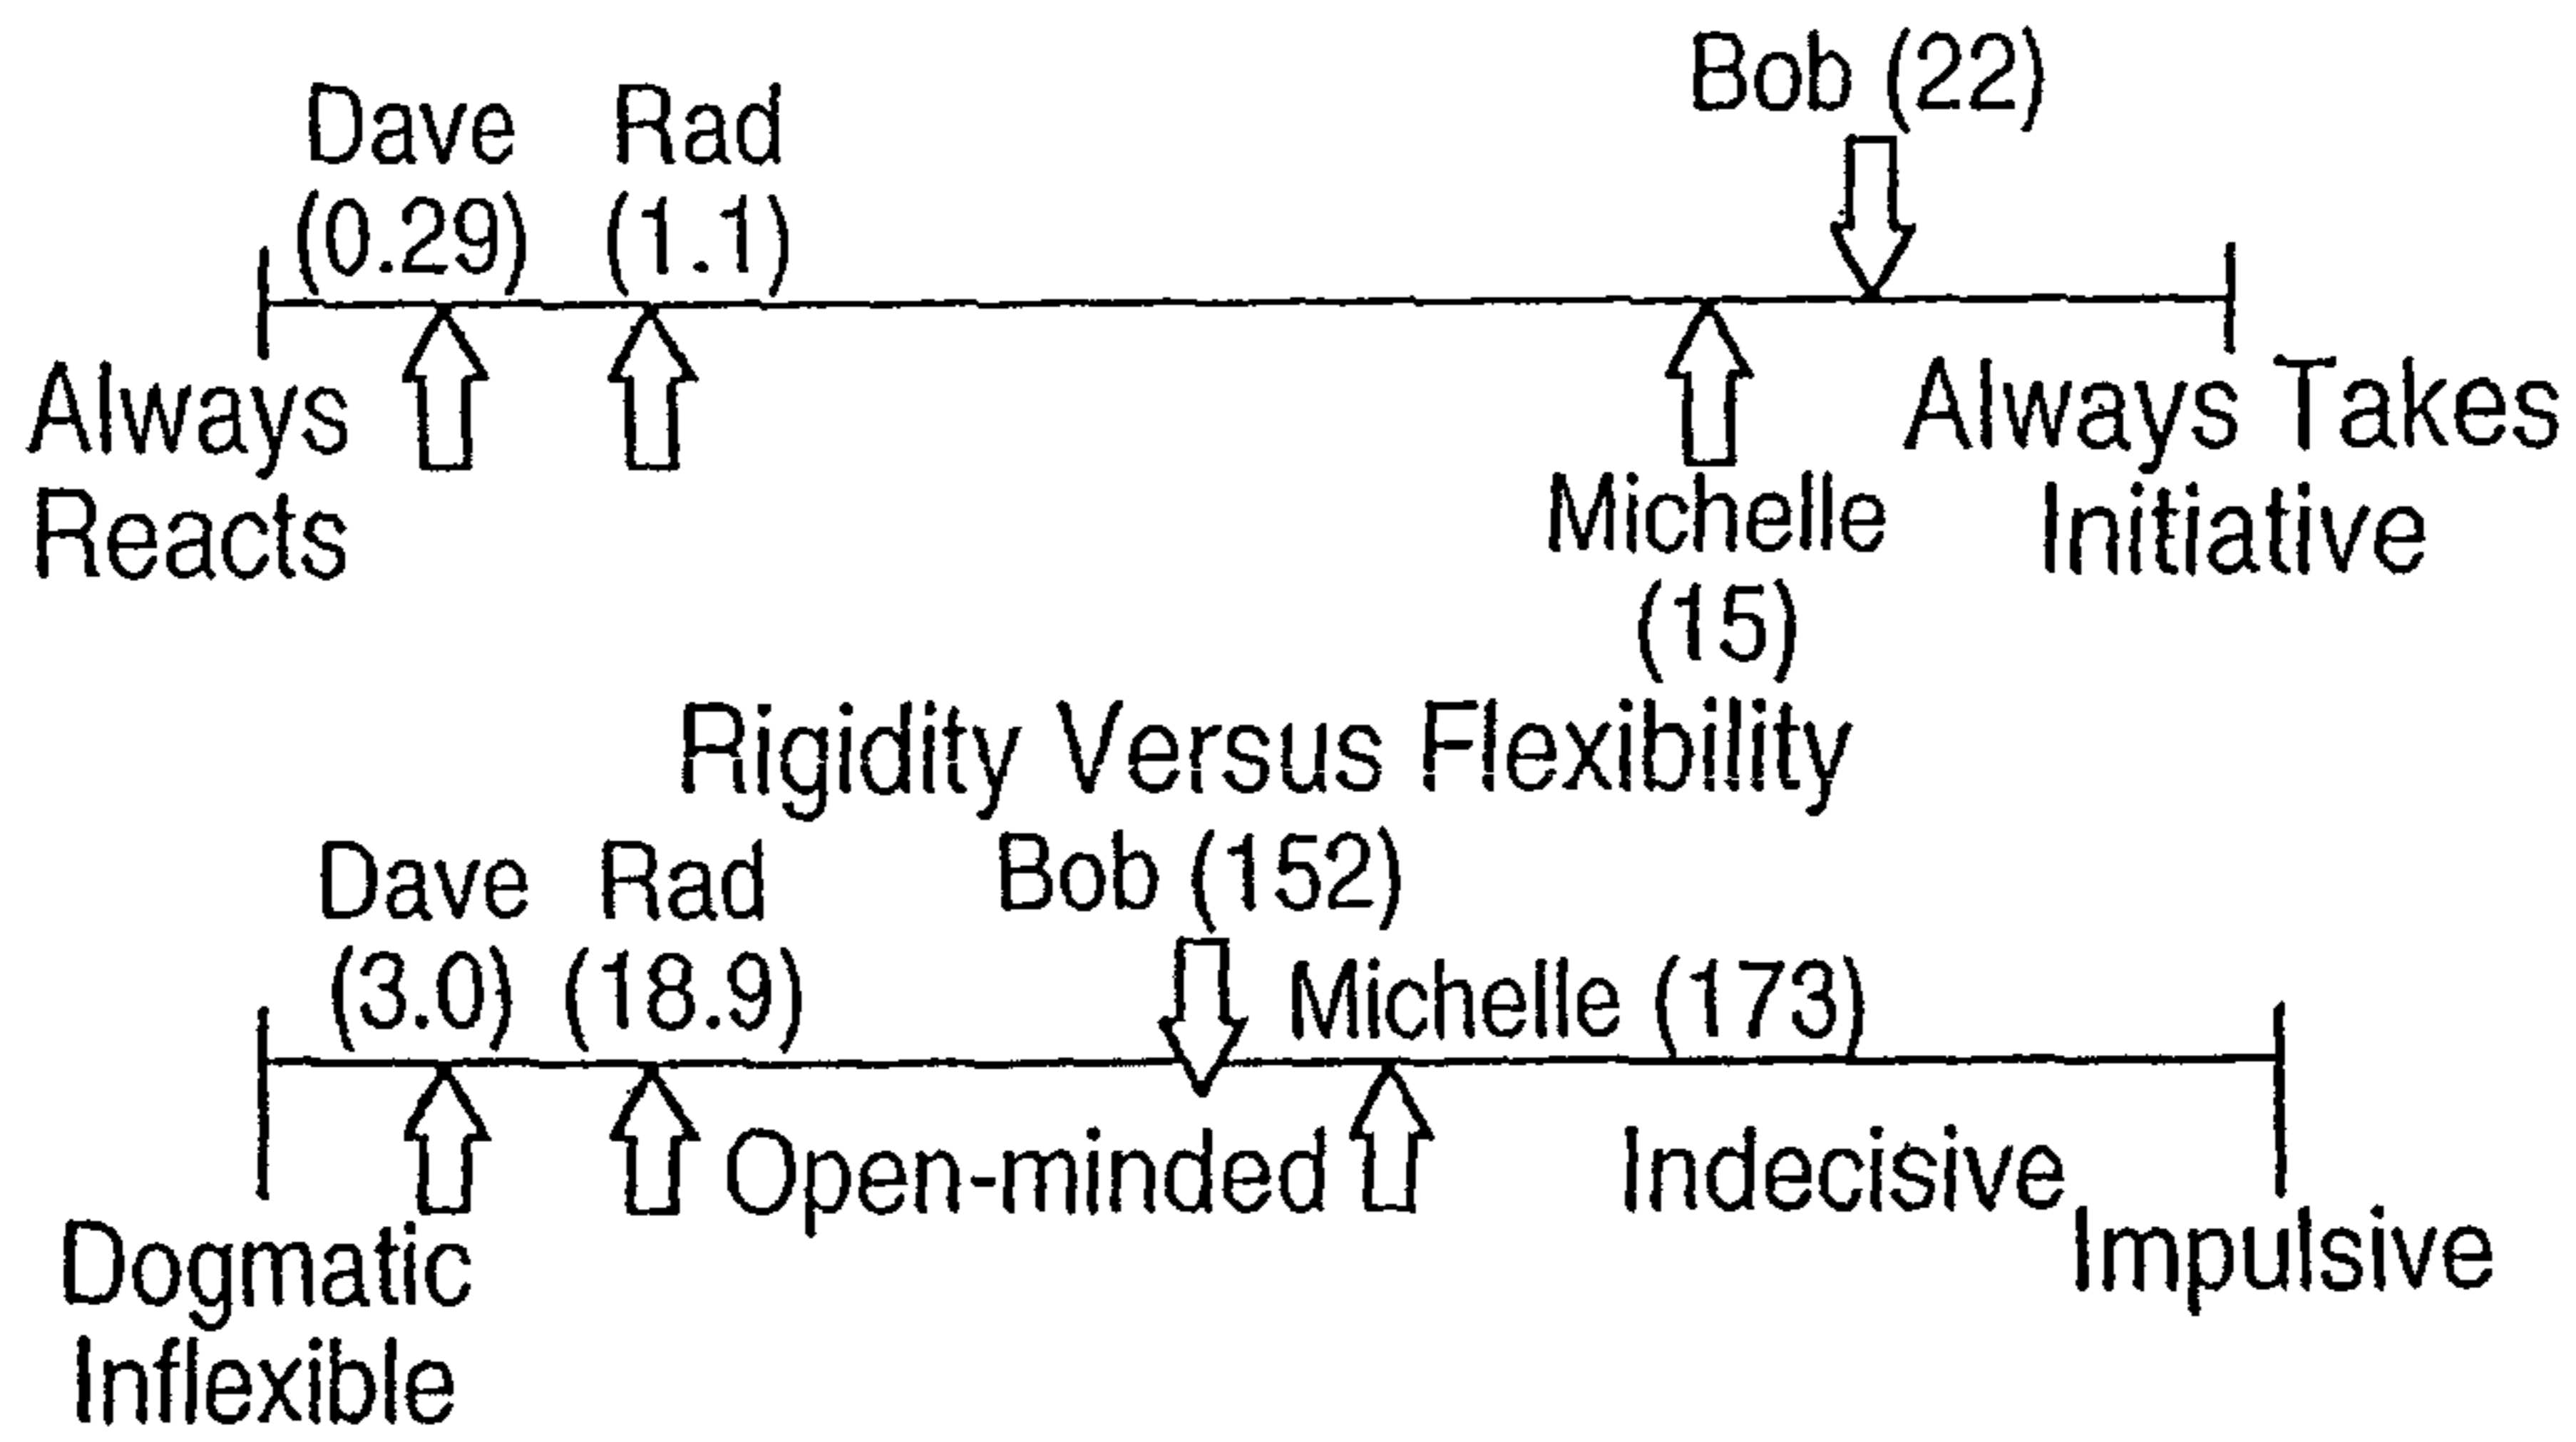 Bob (22)
Dave Rad
(0.29) (1.1)
Always Reacts
Always Takes Initiative
Michelle
(15)
Rigidity Versus Flexibility
Bob (152)
Dave Rad
(3.0) (18.9)
Michelle (173)
Open-minded
Indecisive
Impulsive
Dogmatic
Inflexible